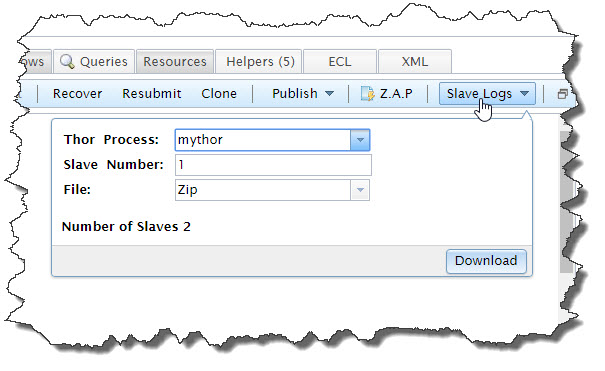 ows Queries Resources Helpers (5) ECL XML
Recover Resubmit Clone Publish Z.A.P Slave Logs
Thor Process: mythor
Slave Number: 1
File: Zip
Number of Slaves 2
Download